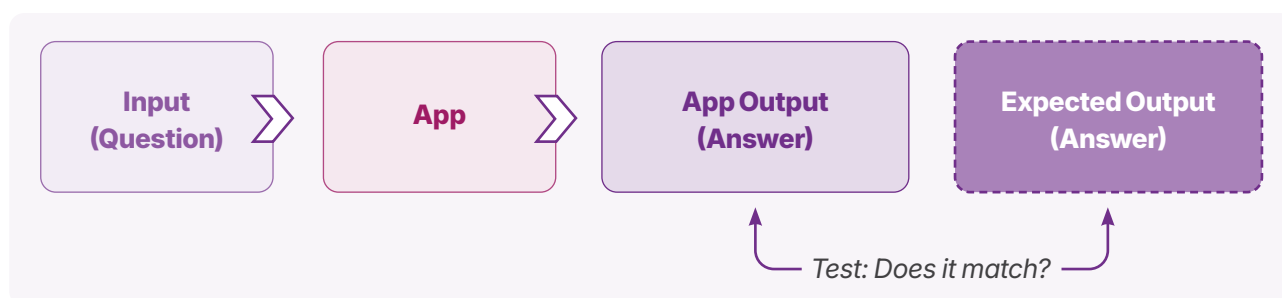 Input
(Question)
App
App Output
(Answer)
Expected Output
(Answer)
Test: Does it match?